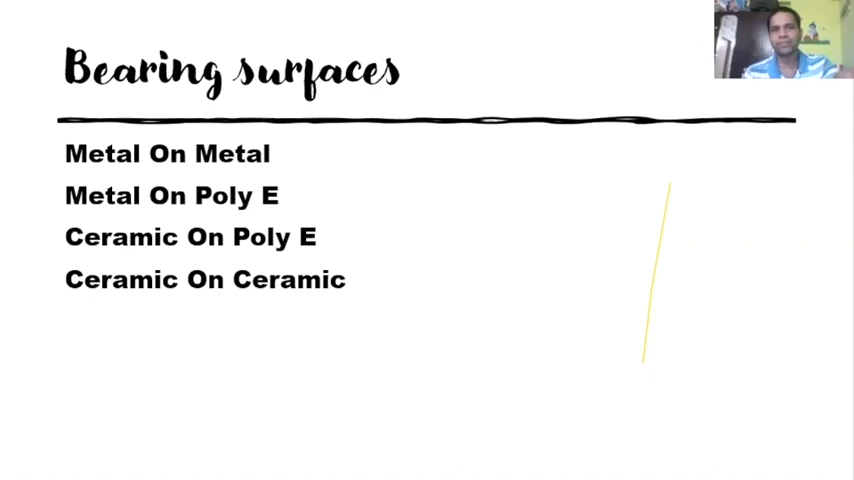 Bearing surfaces
Metal On Metal
Metal On Poly E
Ceramic On Poly E
Ceramic On Ceramic